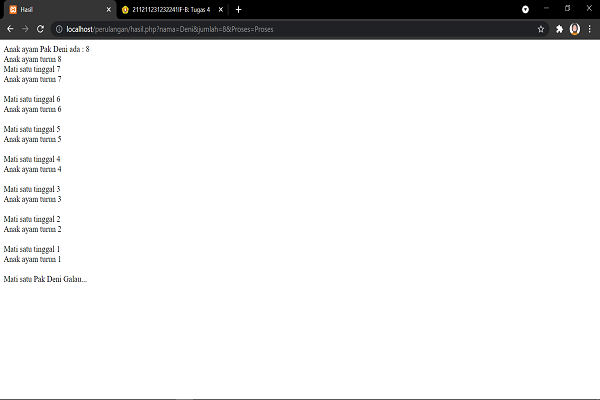 Hasil
2112112312322411F-B: Tugas 4
localhost/perulangan/hasil.php?nama=Deni&jumlah=8&Proses=Proses
Anak ayam Pak Deni ada : 8
Anak ayam turun 8
Mati satu tinggal 7
Anak ayam turun 7
Mati satu tinggal 6
Anak ayam turun 6
Mati satu tinggal 5
Anak ayam turun 5
Mati satu tinggal 4
Anak ayam turun 4
Mati satu tinggal 3
Anak ayam turun 3
Mati satu tinggal 2
Anak ayam turun 2
Mati satu tinggal 1
Anak ayam turun 1
Mati satu Pak Deni Galau...